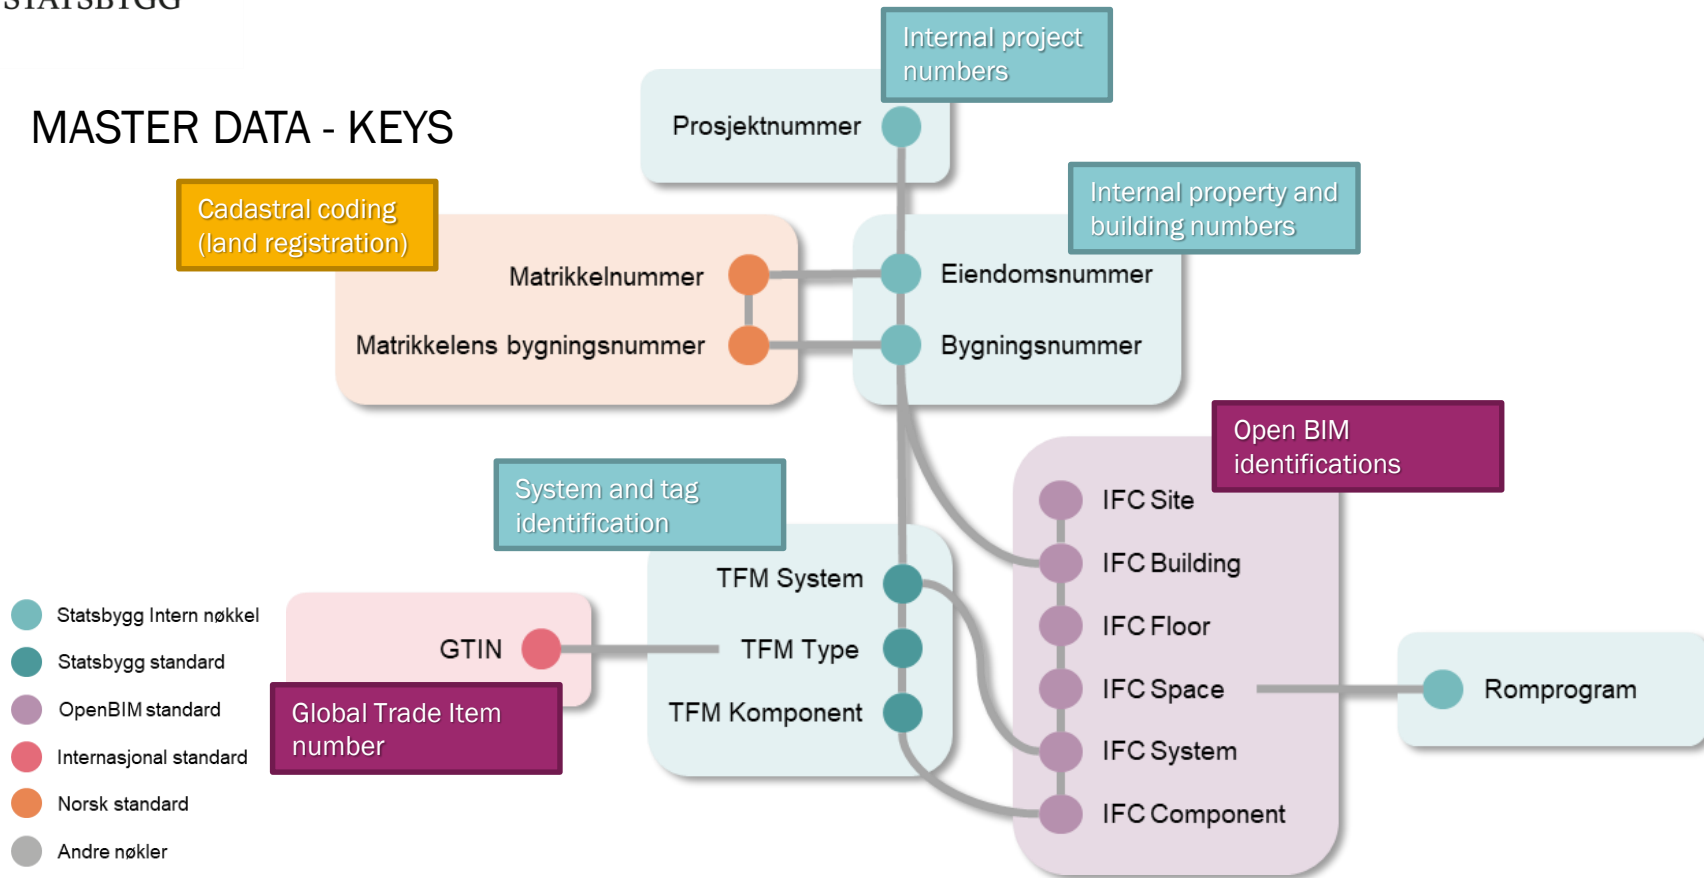 STATSBYGG
MASTER DATA - KEYS
Internal project
numbers
Prosjektnummer
Cadastral coding
(land registration)
Internal property and
building numbers
Matrikkelnummer
Eiendomsnummer
Matrikkelens bygningsnummer
Bygningsnummer
Open BIM
identifications
System and tag
identification
IFC Site
IFC Building
IFC Floor
IFC Space
IFC System
IFC Component
TFM System
TFM Type
TFM Komponent
GTIN
Global Trade Item
number
Romprogram
Statsbygg Intern nøkkel
Statsbygg standard
OpenBIM standard
Internasjonal standard
Norsk standard
Andre nøkler